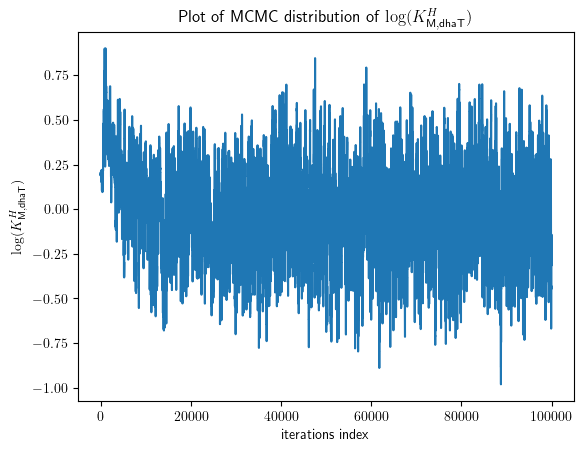 Plot of MCMC distribution of log(K^H_{M,dhaT})
log(K^H_{M,dhaT})
0.75
0.50
0.25
0.00
−0.25
−0.50
−0.75
−1.00
0 20000 40000 60000 80000 100000
iterations index